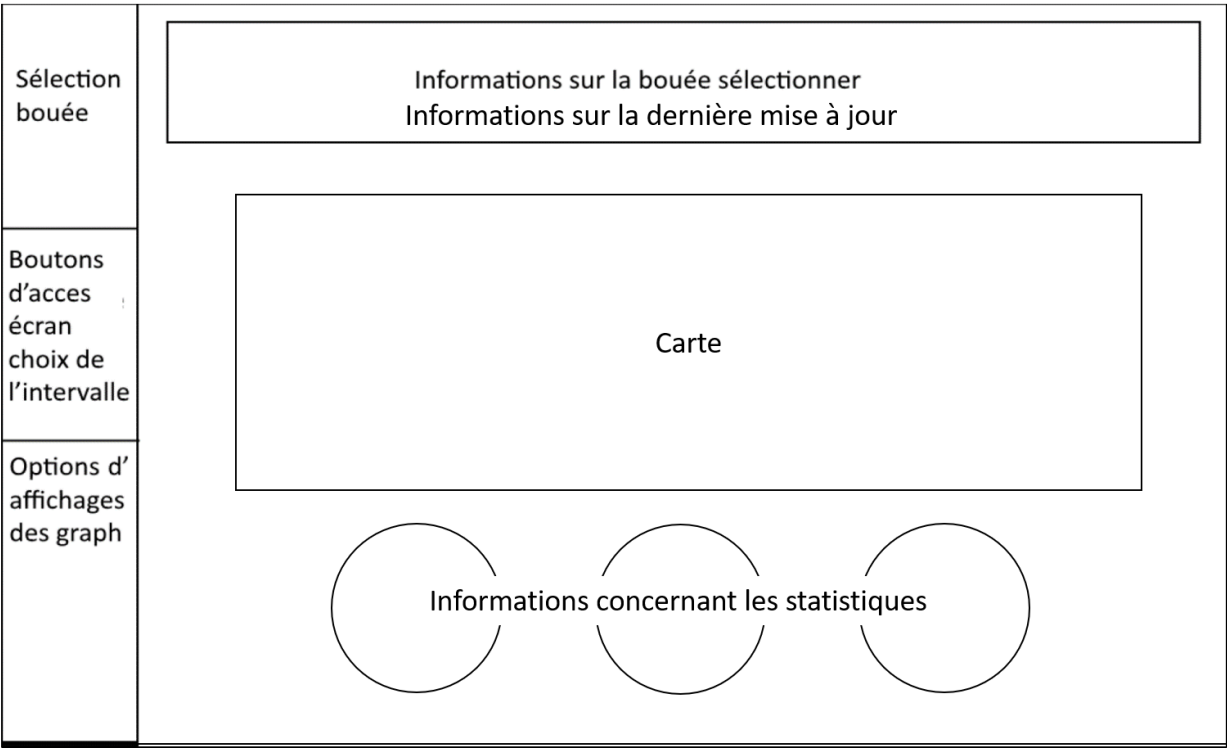 Sélection
bouée
Informations sur la bouée sélectionner
Informations sur la dernière mise à jour
Boutons
d’acces
écran
choix de
l’intervalle
Carte
Options d’
affichages
des graph
Informations concernant les statistiques